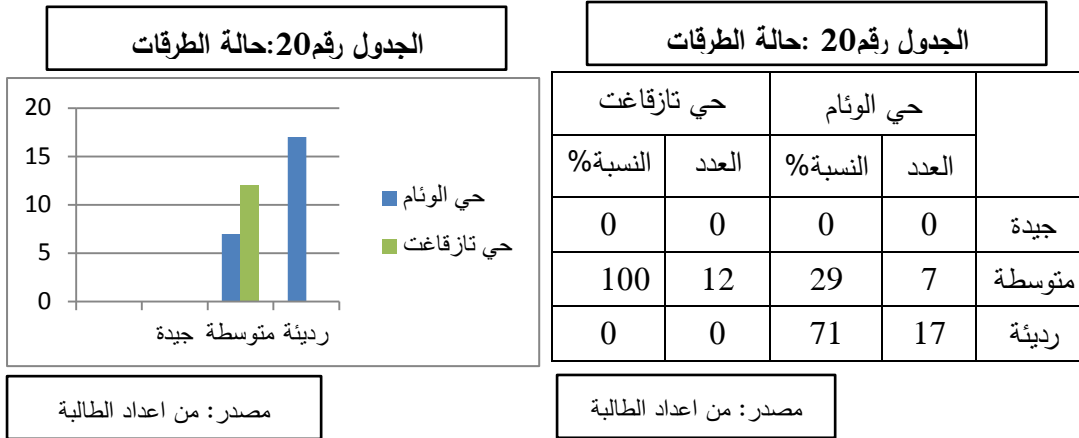 الجدول رقم20 :حالة الطرقات
حي الوئام حي تازقاغت
العدد النسبة% العدد النسبة%
جيدة 0 0 0 0
متوسطة 7 29 12 100
رديئة 17 71 0 0
مصدر: من اعداد الطالبة
الجدول رقم20:حالة الطرقات
20
15
10
5
0
جيدة متوسطة رديئة
حي الوئام
حي تازقاغت
مصدر: من اعداد الطالبة